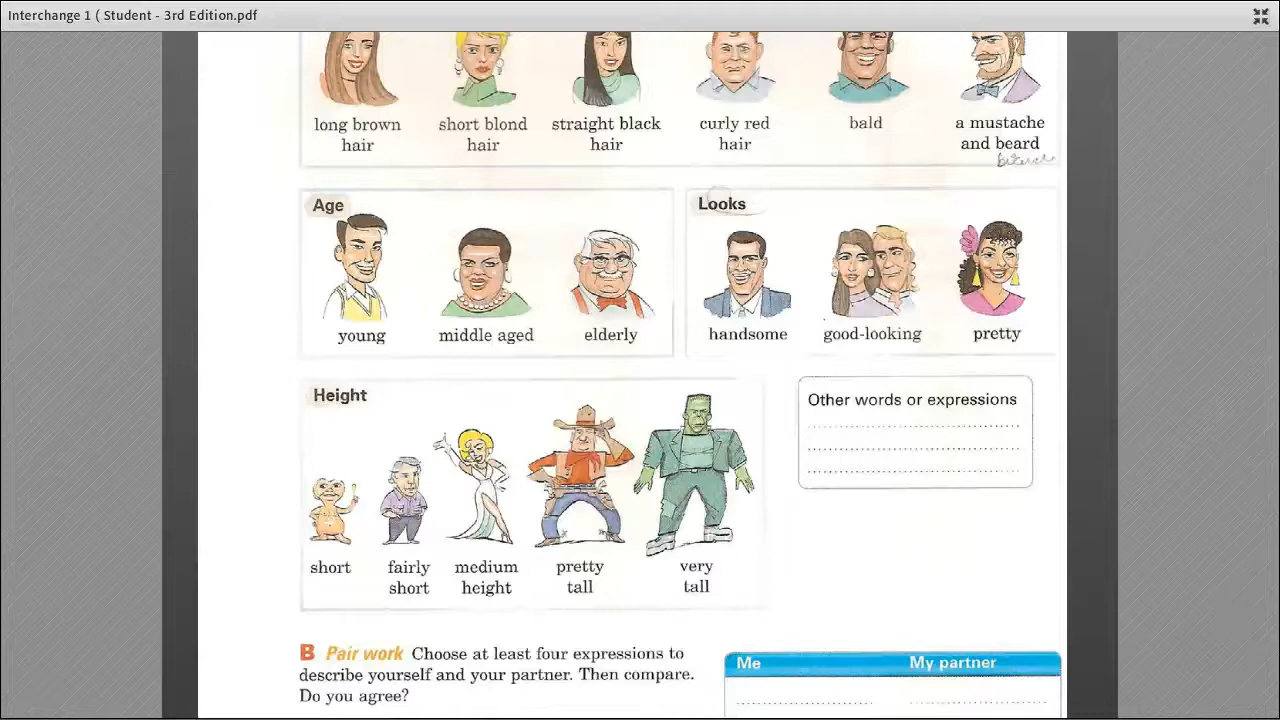 Interchange 1 ( Student - 3rd Edition.pdf
long brown hair
short blond hair
straight black hair
curly red hair
bald
a mustache and beard
Age
young
middle aged
elderly
Looks
handsome
good-looking
pretty
Height
short
fairly short
medium height
pretty tall
very tall
Other words or expressions
B Pair work Choose at least four expressions to
describe yourself and your partner. Then compare.
Do you agree?
Me
My partner